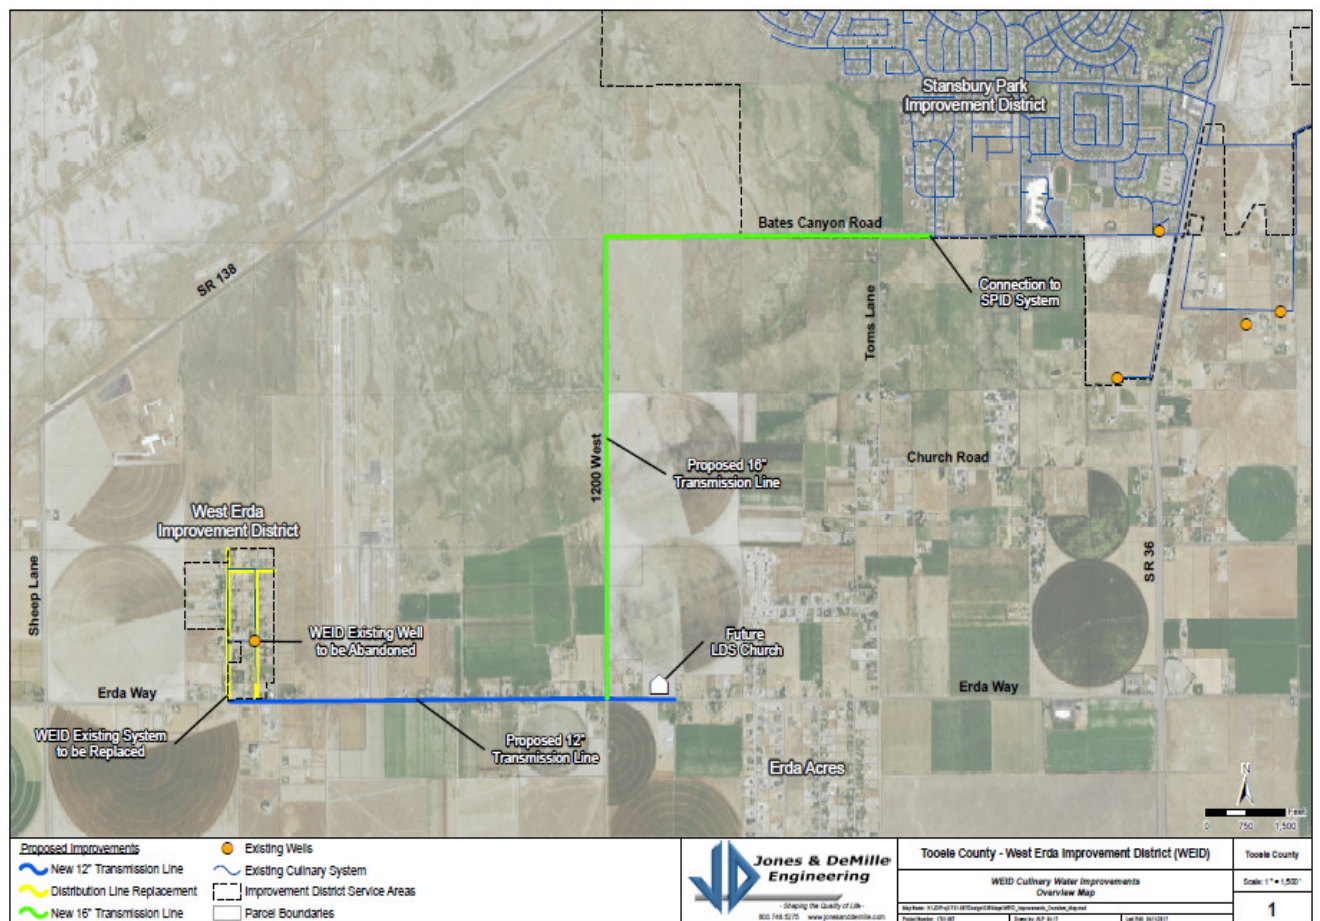 Stansbury Park
Improvement District
Bates Canyon Road
SR 138
Connection to
SPID System
Toms Lane
1200 West
Church Road
Proposed 16"
Transmission Line
West Erda
Improvement District
Sheep Lane
SR 36
WEID Existing Well
to be Abandoned
Future
LDS Church
Erda Way
Erda Way
WEID Existing System
to be Replaced
Proposed 12"
Transmission Line
Erda Acres
N
Feet
0 750 1,500
Proposed Improvements
New 12" Transmission Line
Distribution Line Replacement
New 16" Transmission Line
Existing Wells
Existing Culinary System
Improvement District Service Areas
Parcel Boundaries
Jones & DeMille
Engineering
- Shaping the Quality of Life -
800.748.5275 www.jonesanddemille.com
Tooele County - West Erda Improvement District (WEID)
WEID Culinary Water Improvements
Overview Map
Tooele County
Scale: 1" = 1,500'
1